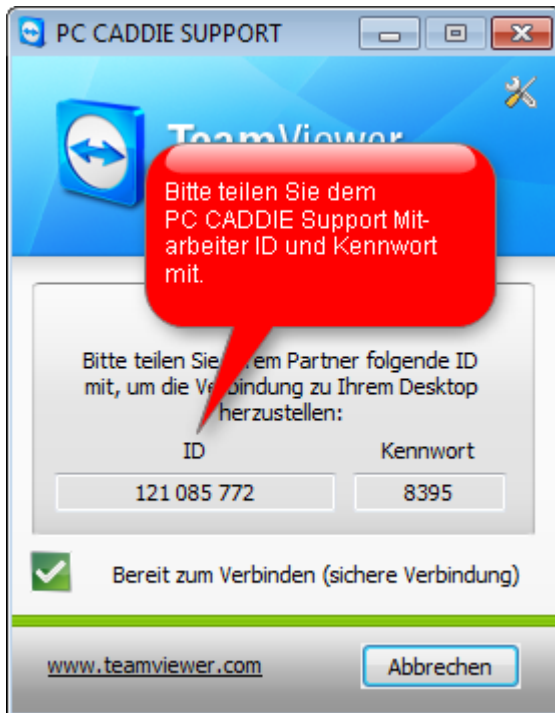 PC CADDIE SUPPORT
TeamViewer
Bitte teilen Sie dem
PC CADDIE Support Mit-
arbeiter ID und Kennwort
mit.
Bitte teilen Sie Partner folgende ID
mit, um die Verbindung zu Ihrem Desktop
herzustellen:
ID Kennwort
121 085 772 8395
Bereit zum Verbinden (sichere Verbindung)
www.teamviewer.com Abbrechen